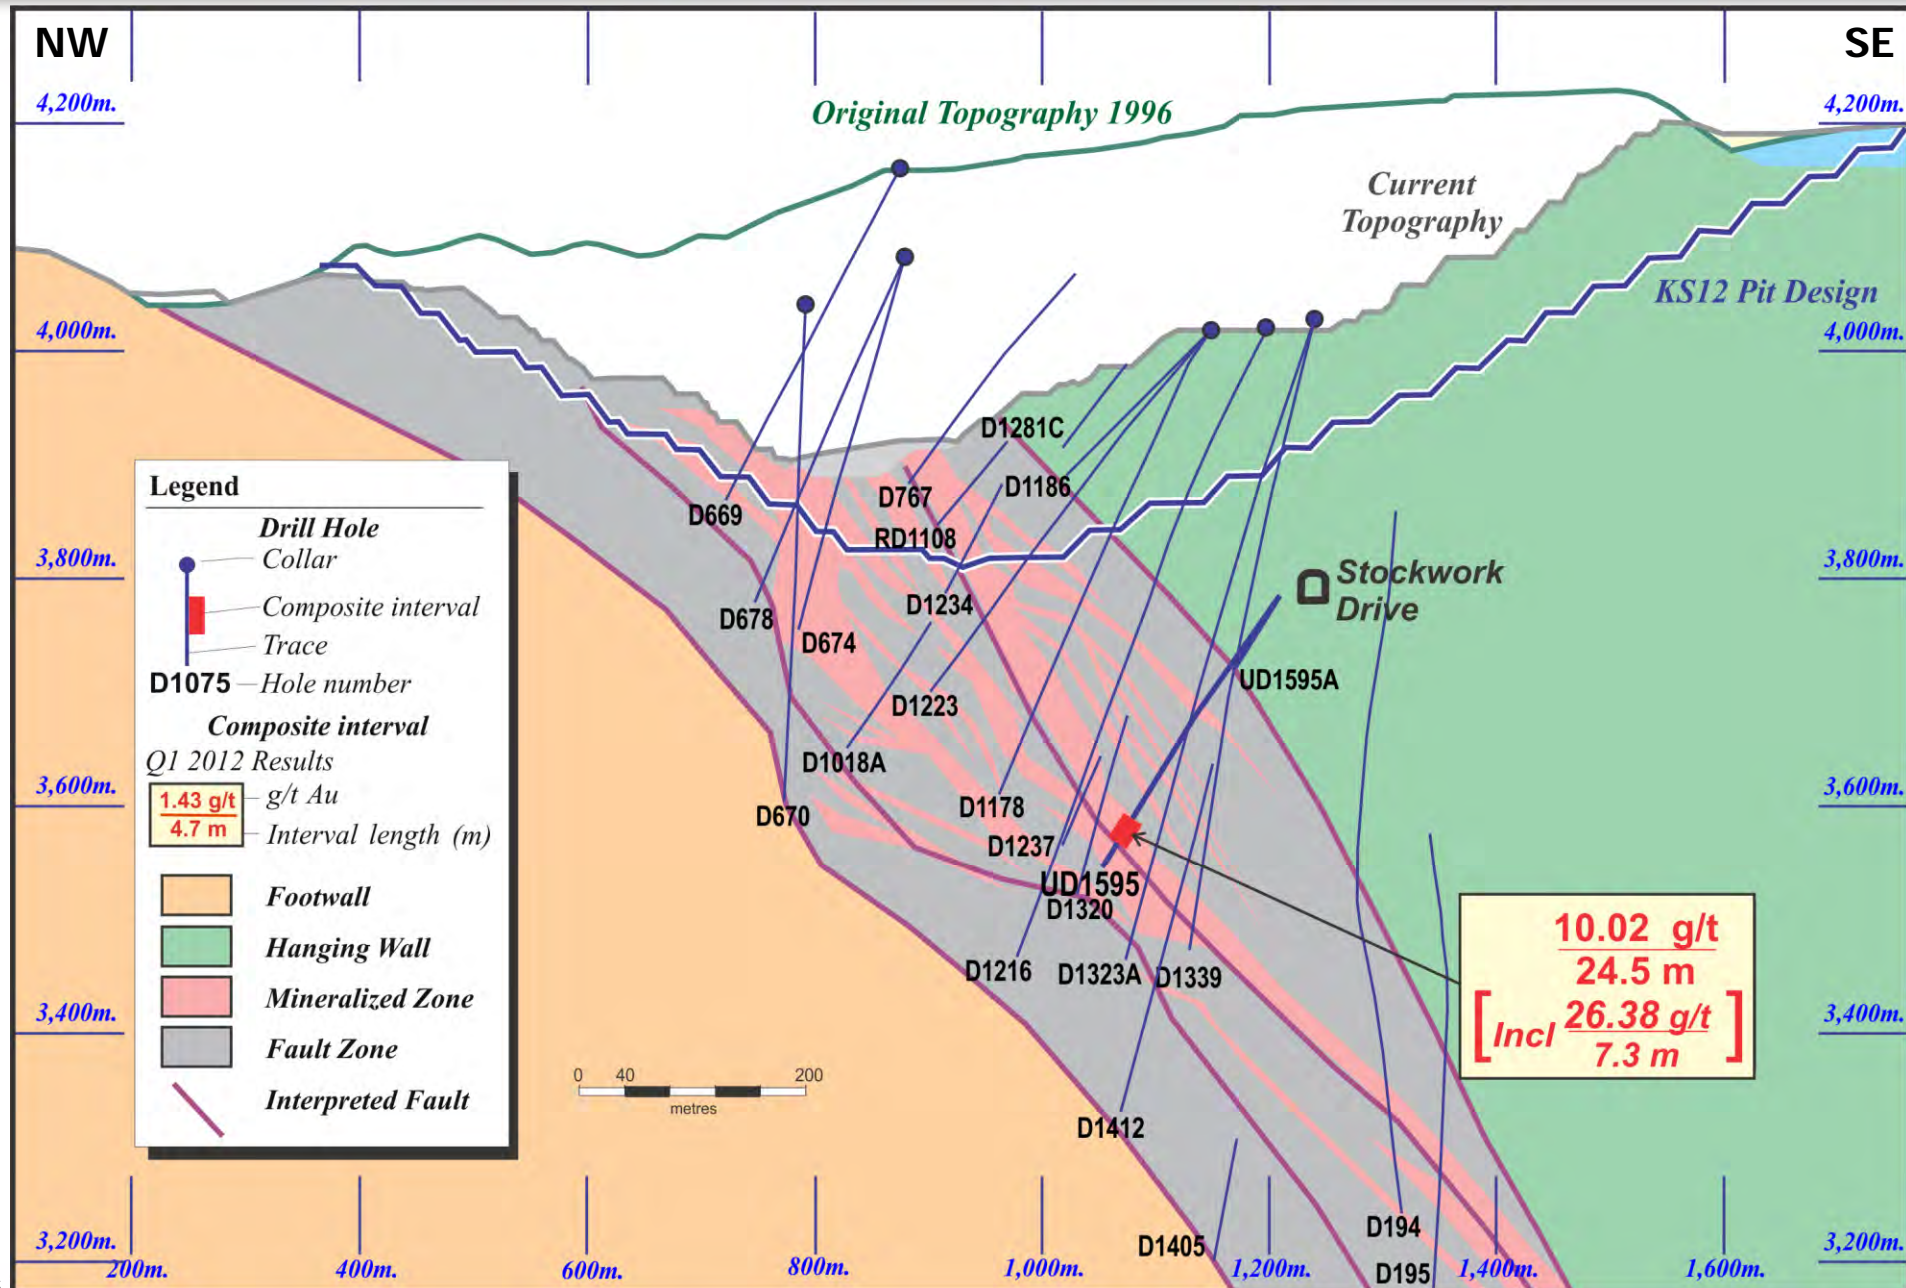 NW
SE
4,200m.
4,200m.
Original Topography 1996
Current
Topography
KS12 Pit Design
4,000m.
4,000m.
D1281C
D1186
D767
D669
RD1108
3,800m.
3,800m.
Stockwork
Drive
D1234
D678
D674
UD1595A
D1223
D1018A
3,600m.
3,600m.
D670
D1178
D1237
UD1595
D1320
D1216
D1323A
D1339
10.02 g/t
24.5 m
[Incl 26.38 g/t
7.3 m]
3,400m.
3,400m.
Legend
Drill Hole
Collar
Composite interval
Trace
D1075 Hole number
Composite interval
Q1 2012 Results
1.43 g/t
g/t Au
4.7 m
Interval length (m)
Footwall
Hanging Wall
Mineralized Zone
Fault Zone
Interpreted Fault
0 40 200
metres
D1412
D194
D1405
D195
3,200m.
3,200m.
200m. 400m. 600m. 800m. 1,000m. 1,200m. 1,400m. 1,600m.